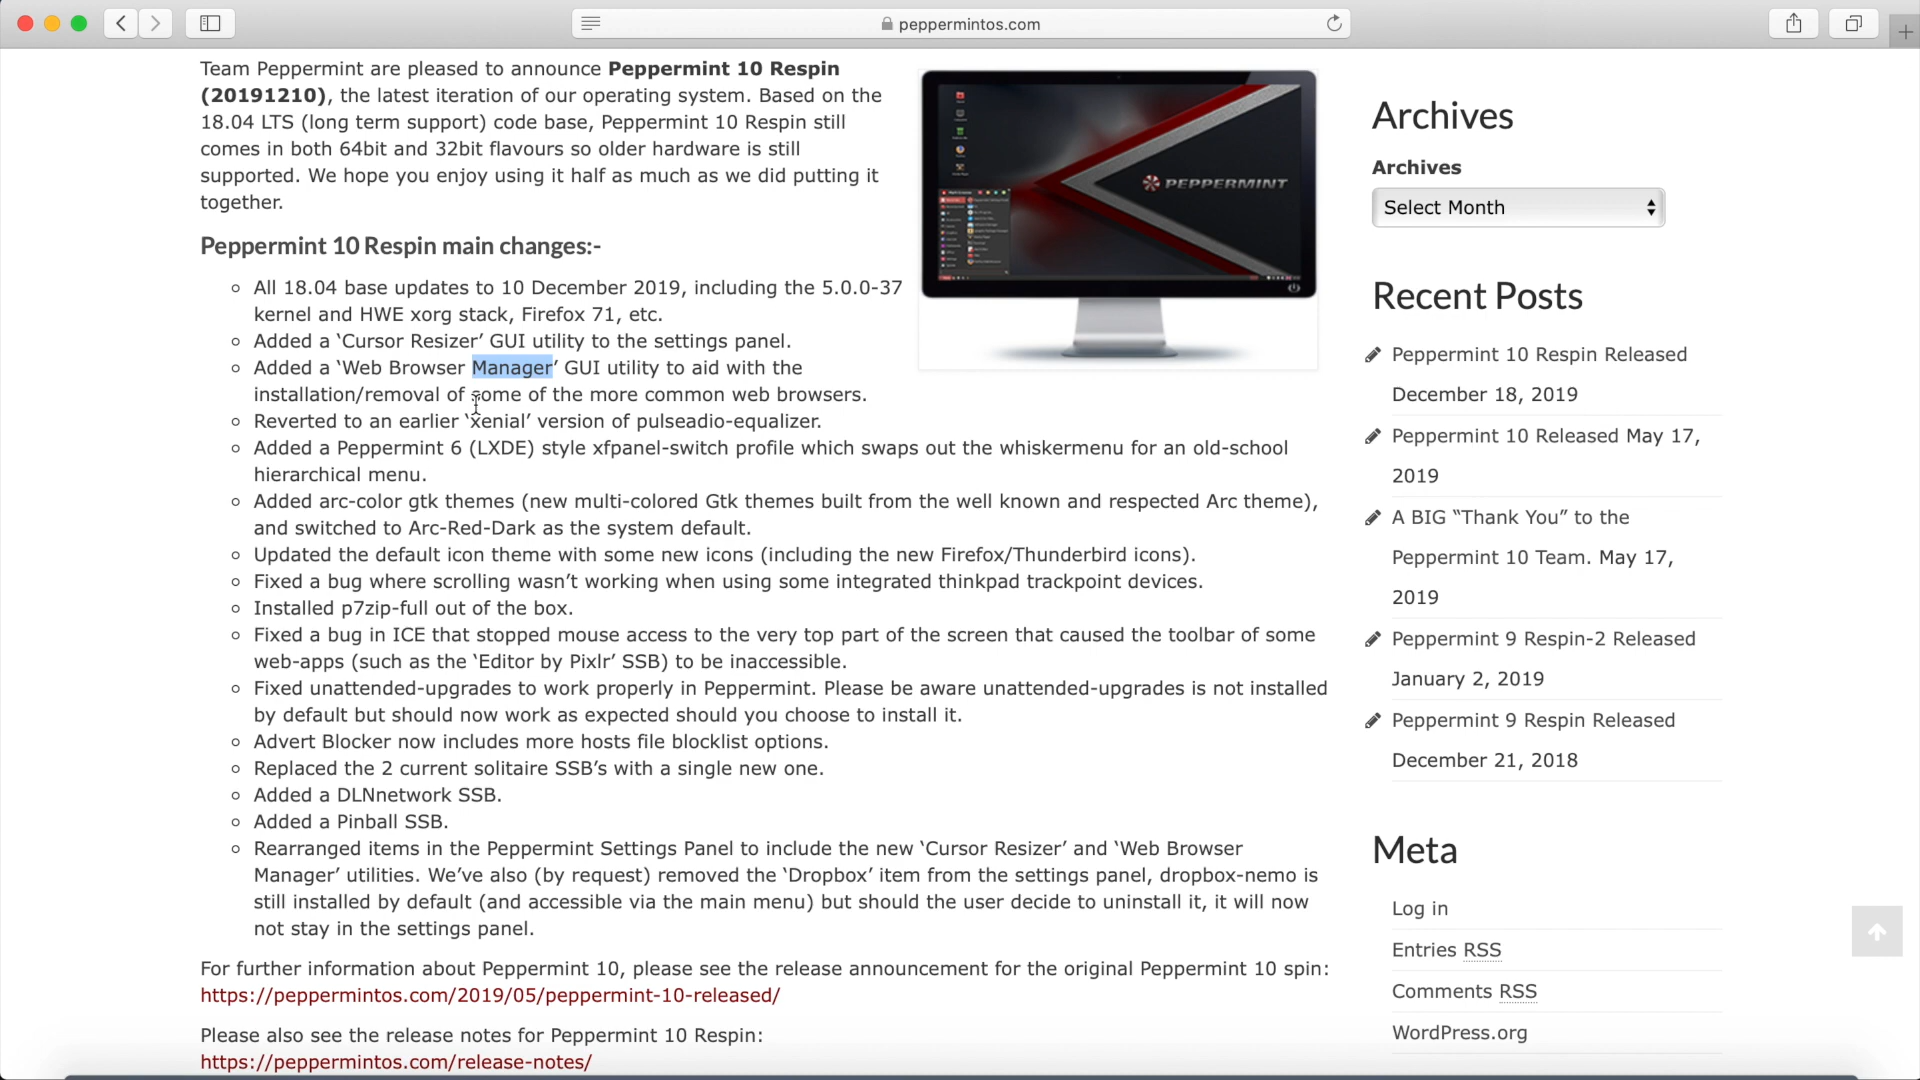 peppermintos.com
Team Peppermint are pleased to announce Peppermint 10 Respin
(20191210), the latest iteration of our operating system. Based on the
18.04 LTS (long term support) code base, Peppermint 10 Respin still
comes in both 64bit and 32bit flavours so older hardware is still
supported. We hope you enjoy using it half as much as we did putting it
together.
PEPPERMINT
Peppermint 10 Respin main changes:-
All 18.04 base updates to 10 December 2019, including the 5.0.0-37
kernel and HWE xorg stack, Firefox 71, etc.
Added a ‘Cursor Resizer’ GUI utility to the settings panel.
Added a ‘Web Browser Manager’ GUI utility to aid with the
installation/removal of some of the more common web browsers.
Reverted to an earlier ‘xenial’ version of pulseadio-equalizer.
Added a Peppermint 6 (LXDE) style xfpanel-switch profile which swaps out the whiskermenu for an old-school
hierarchical menu.
Added arc-color gtk themes (new multi-colored Gtk themes built from the well known and respected Arc theme),
and switched to Arc-Red-Dark as the system default.
Updated the default icon theme with some new icons (including the new Firefox/Thunderbird icons).
Fixed a bug where scrolling wasn’t working when using some integrated thinkpad trackpoint devices.
Installed p7zip-full out of the box.
Fixed a bug in ICE that stopped mouse access to the very top part of the screen that caused the toolbar of some
web-apps (such as the ‘Editor by Pixlr’ SSB) to be inaccessible.
Fixed unattended-upgrades to work properly in Peppermint. Please be aware unattended-upgrades is not installed
by default but should now work as expected should you choose to install it.
Advert Blocker now includes more hosts file blocklist options.
Replaced the 2 current solitaire SSB’s with a single new one.
Added a DLNnetwork SSB.
Added a Pinball SSB.
Rearranged items in the Peppermint Settings Panel to include the new ‘Cursor Resizer’ and ‘Web Browser
Manager’ utilities. We’ve also (by request) removed the ‘Dropbox’ item from the settings panel, dropbox-nemo is
still installed by default (and accessible via the main menu) but should the user decide to uninstall it, it will now
not stay in the settings panel.
For further information about Peppermint 10, please see the release announcement for the original Peppermint 10 spin:
https://peppermintos.com/2019/05/peppermint-10-released/
Please also see the release notes for Peppermint 10 Respin:
https://peppermintos.com/release-notes/
Archives
Archives
Select Month
Recent Posts
Peppermint 10 Respin Released
December 18, 2019
Peppermint 10 Released May 17,
2019
A BIG “Thank You” to the
Peppermint 10 Team. May 17,
2019
Peppermint 9 Respin-2 Released
January 2, 2019
Peppermint 9 Respin Released
December 21, 2018
Meta
Log in
Entries RSS
Comments RSS
WordPress.org